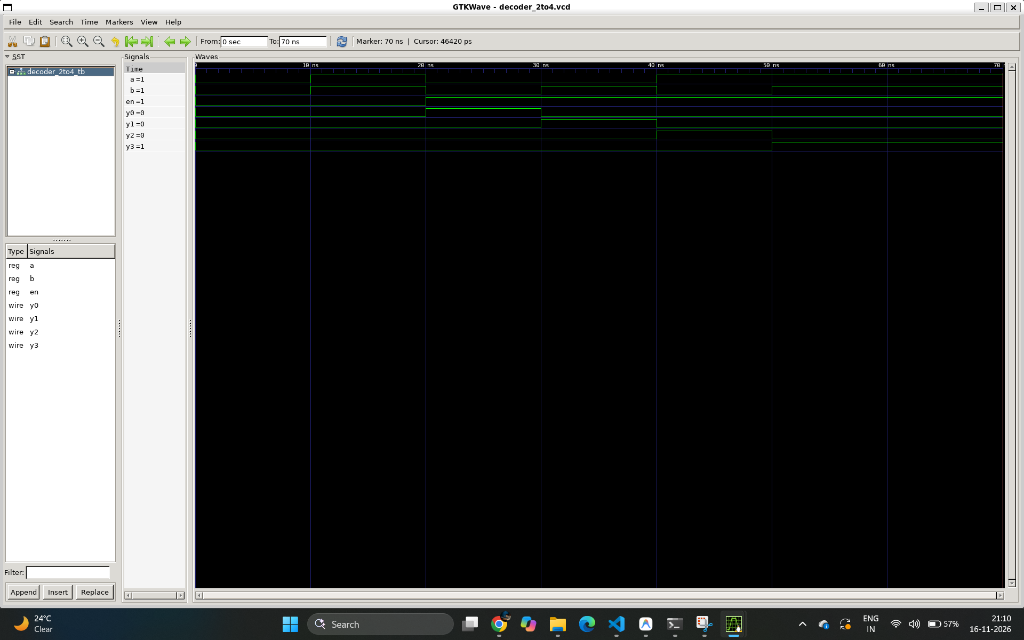 GTKWave - decoder_2to4.vcd
File Edit Search Time Markers View Help
From: 0 sec To: 70 ns Marker: 70 ns | Cursor: 46420 ps
SST
decoder_2to4_tb
Type Signals
reg a
reg b
reg en
wire y0
wire y1
wire y2
wire y3
Filter:
Append Insert Replace
Signals
Time
a=1
b=1
en=1
y0=0
y1=0
y2=0
y3=1
Waves
10 ns 20 ns 30 ns 40 ns 50 ns 60 ns 70
24°C
Clear
Search
ENG
IN
57%
21:10
16-11-2026